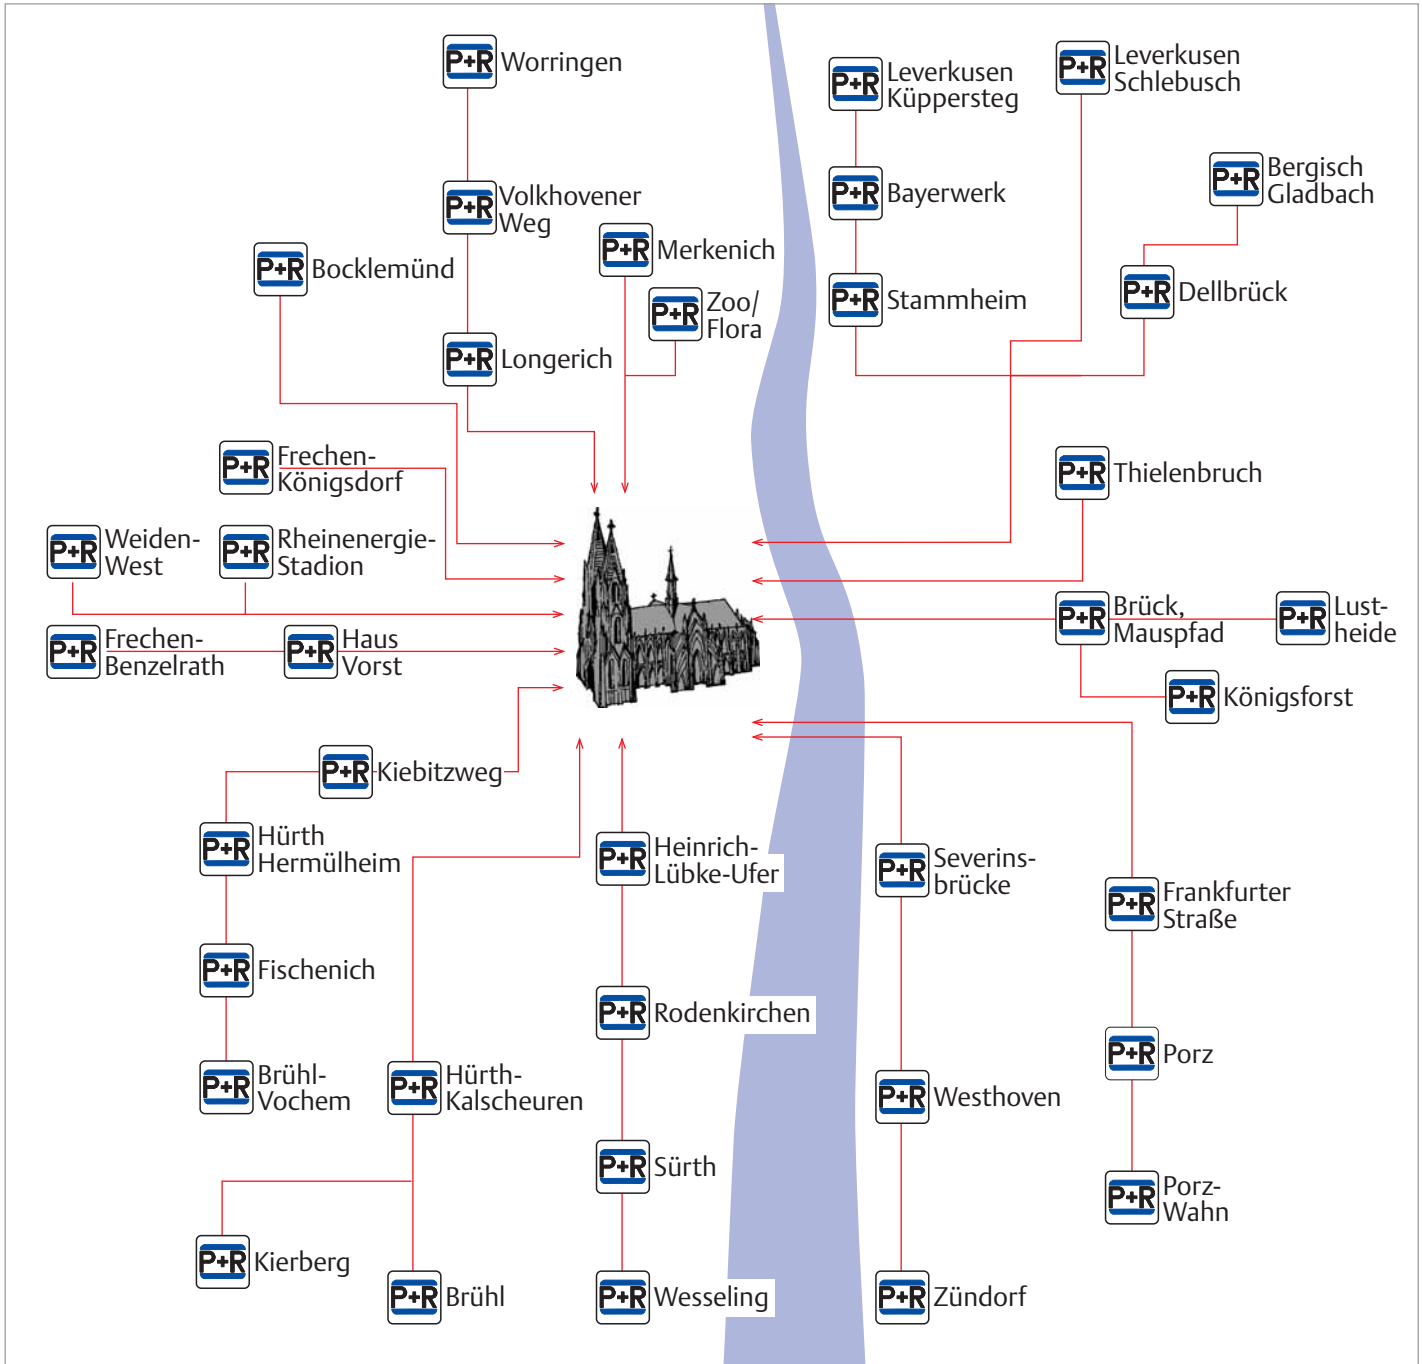 P+R Worringen
P+R Leverkusen
Küppersteg
P+R Leverkusen
Schlebusch
P+R Volkhovener
Weg
P+R Bayerwerk
P+R Bergisch
Gladbach
P+R Bocklemünd
P+R Merkenich
P+R Zoo/
Flora
P+R Stammheim
P+R Dellbrück
P+R Longerich
P+R Frechen-
Königsdorf
P+R Thielenbruch
P+R Weiden-
West
P+R Rheinenergie-
Stadion
P+R Brück,
Mauspfad
P+R Lust-
heide
P+R Frechen-
Benzelrath
P+R Haus
Vorst
P+R Königsforst
P+R Kiebitzweg
P+R Hürth
Hermülheim
P+R Heinrich-
Lübke-Ufer
P+R Severins-
brücke
P+R Frankfurter
Straße
P+R Fischenich
P+R Rodenkirchen
P+R Porz
P+R Brühl-
Vochem
P+R Hürth-
Kalscheuren
P+R Westhoven
P+R Sürth
P+R Porz-
Wahn
P+R Kierberg
P+R Brühl
P+R Wesseling
P+R Zündorf